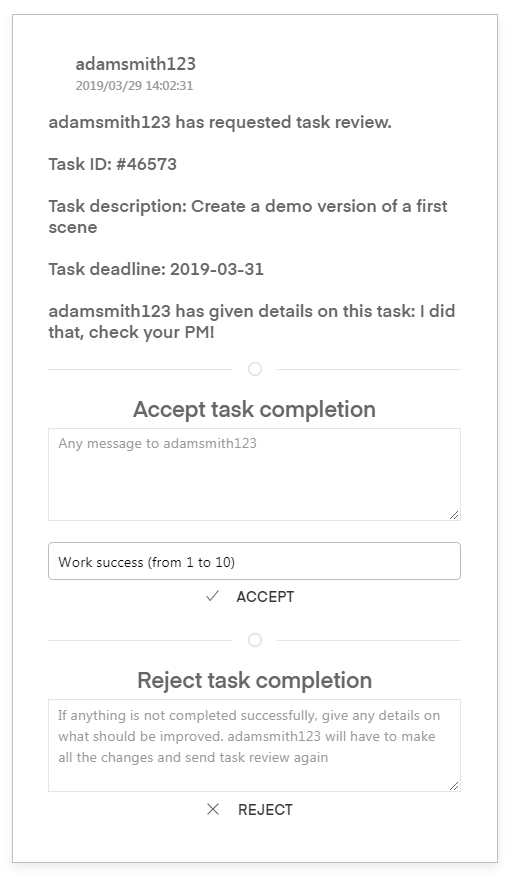 adamsmith123
2019/03/29 14:02:31
adamsmith123 has requested task review.
Task ID: #46573
Task description: Create a demo version of a first
scene
Task deadline: 2019-03-31
adamsmith123 has given details on this task: I did
that, check your PM!
Accept task completion
Any message to adamsmith123
Work success (from 1 to 10)
ACCEPT
Reject task completion
If anything is not completed successfully, give any details on
what should be improved. adamsmith123 will have to make
all the changes and send task review again
REJECT